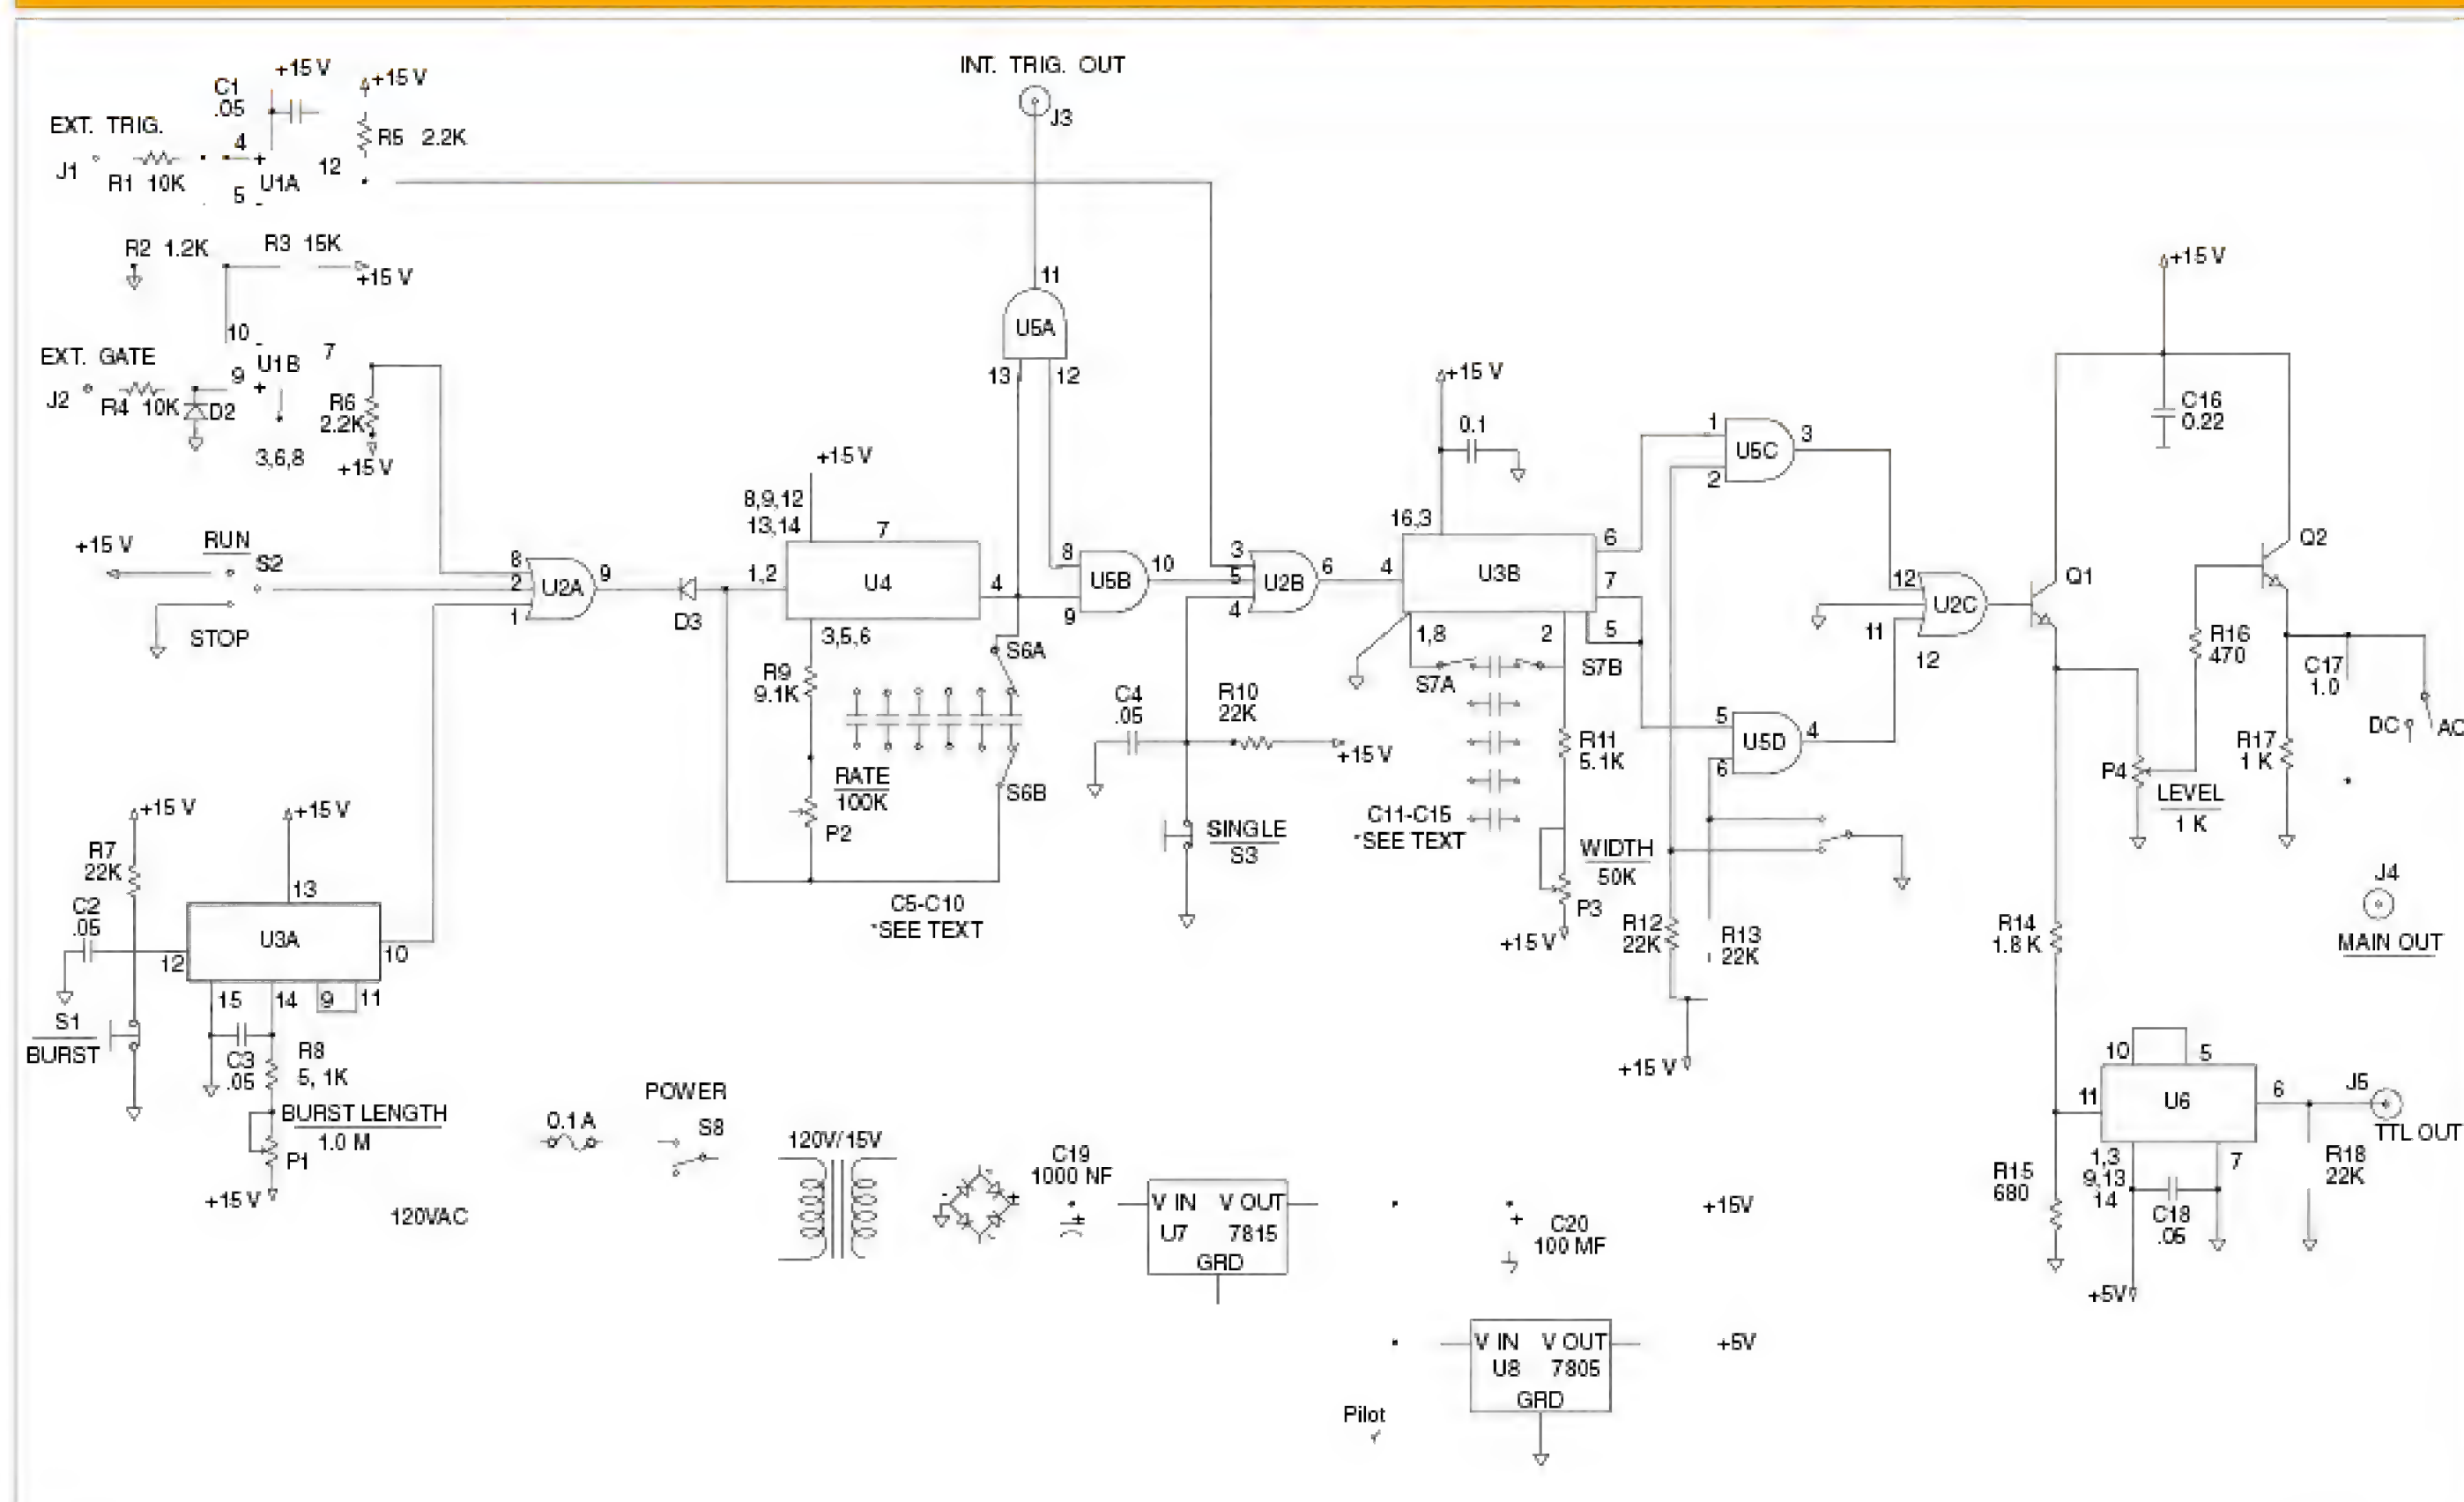 +15 V
C1
.05
+15 V
INT. TRIG. OUT
J3
EXT. TRIG.
J1
R1 10K
4
5
U1A
12
R5 2.2K
R2 1.2K
R3 15K
+15 V
10
9
U1B
7
EXT. GATE
J2
R4 10K
D2
3,6,8
R6
2.2K
+15 V
11
U5A
13
12
+15 V
RUN
S2
STOP
8
2
1
U2A
9
D3
+15 V
8,9,12
13,14
7
1,2
U4
4
3,5,6
R9
9.1K
RATE
100K
P2
S6A
S6B
C5-C10
*SEE TEXT
8
9
U5B
10
3
5
4
U2B
6
C4
.05
R10
22K
+15 V
SINGLE
S3
+15 V
0.1
16,3
4
U3B
6
7
5
1,8
2
S7A
S7B
R11
5.1K
C11-C15
*SEE TEXT
WIDTH
50K
P3
+15 V
1
2
U5C
3
5
6
U5D
4
R12
22K
R13
22K
+15 V
12
11
12
U2C
+15 V
C16
0.22
Q1
Q2
R16
470
C17
1.0
DC
AC
R17
1 K
P4
LEVEL
1 K
J4
MAIN OUT
R14
1.8 K
R15
680
10
5
11
U6
6
1,3
9,13
14
7
C18
.05
+5V
J5
TTL OUT
R18
22K
+15 V
R7
22K
C2
.05
+15 V
13
12
U3A
10
15
14
9
11
S1
BURST
C3
.05
R8
5, 1K
BURST LENGTH
1.0 M
P1
+15 V
120VAC
0.1A
POWER
S8
120V/15V
-
+
C19
1000 NF
+
V IN V OUT
U7 7815
GRD
+
C20
100 MF
+15V
V IN V OUT
U8 7805
GRD
+5V
Pilot